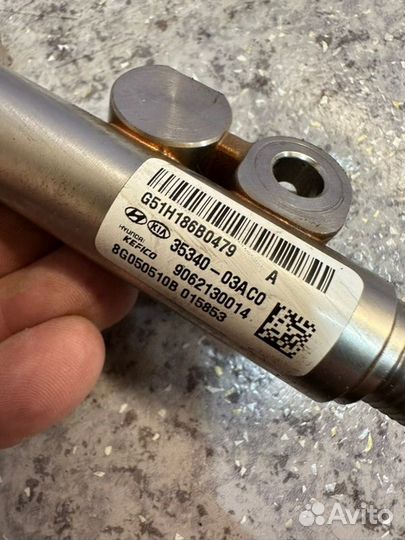 G51H186B0479 A
HYUNDAI KIA 35340-03AC0
KEFICO 9062130014
8G050510B 015853
Avito